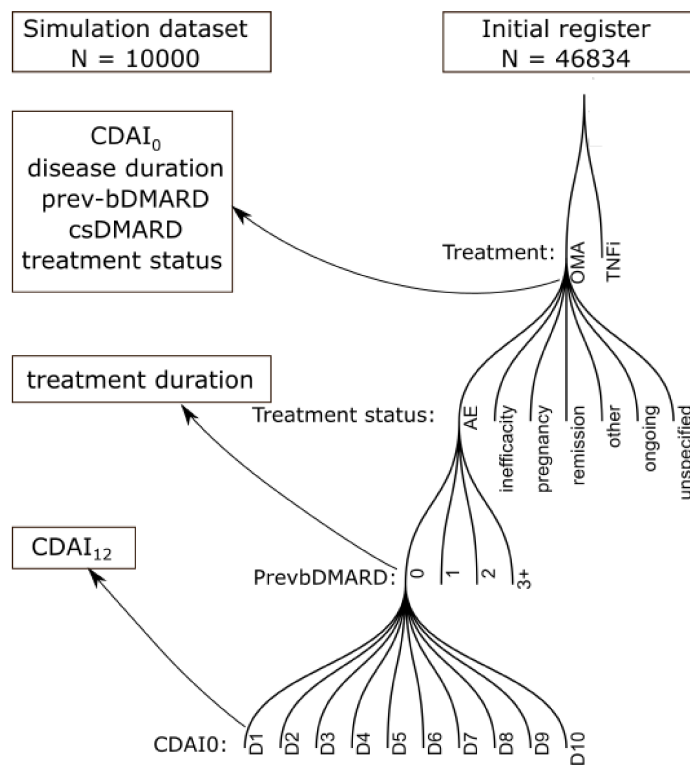 Simulation dataset
N = 10000
Initial register
N = 46834
CDAI₀
disease duration
prev-bDMARD
csDMARD
treatment status
Treatment:
OMA
TNFi
treatment duration
Treatment status:
AE
inefficacity
pregnancy
remission
other
ongoing
unspecified
CDAI₁₂
PrevbDMARD:
0
1
2
3+
CDAI0:
D1
D2
D3
D4
D5
D6
D7
D8
D9
D10